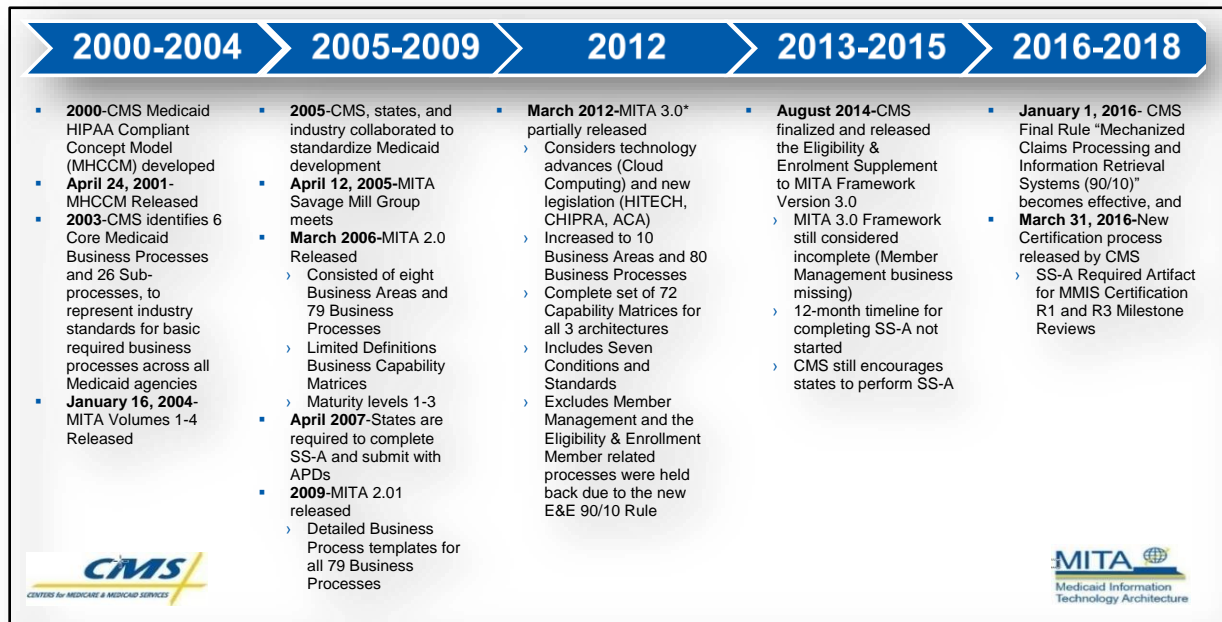 2000-2004
2005-2009
2012
2013-2015
2016-2018
▪ 2000-CMS Medicaid
HIPAA Compliant
Concept Model
(MHCCM) developed
▪ April 24, 2001-
MHCCM Released
▪ 2003-CMS identifies 6
Core Medicaid
Business Processes
and 26 Sub-
processes, to
represent industry
standards for basic
required business
processes across all
Medicaid agencies
▪ January 16, 2004-
MITA Volumes 1-4
Released
▪ 2005-CMS, states, and
industry collaborated to
standardize Medicaid
development
▪ April 12, 2005-MITA
Savage Mill Group
meets
▪ March 2006-MITA 2.0
Released
› Consisted of eight
Business Areas and
79 Business
Processes
› Limited Definitions
Business Capability
Matrices
› Maturity levels 1-3
▪ April 2007-States are
required to complete
SS-A and submit with
APDs
▪ 2009-MITA 2.01
released
› Detailed Business
Process templates for
all 79 Business
Processes
▪ March 2012-MITA 3.0*
partially released
› Considers technology
advances (Cloud
Computing) and new
legislation (HITECH,
CHIPRA, ACA)
› Increased to 10
Business Areas and 80
Business Processes
› Complete set of 72
Capability Matrices for
all 3 architectures
› Includes Seven
Conditions and
Standards
› Excludes Member
Management and the
Eligibility & Enrollment
Member related
processes were held
back due to the new
E&E 90/10 Rule
▪ August 2014-CMS
finalized and released
the Eligibility &
Enrolment Supplement
to MITA Framework
Version 3.0
› MITA 3.0 Framework
still considered
incomplete (Member
Management business
missing)
› 12-month timeline for
completing SS-A not
started
› CMS still encourages
states to perform SS-A
▪ January 1, 2016- CMS
Final Rule “Mechanized
Claims Processing and
Information Retrieval
Systems (90/10)”
becomes effective, and
▪ March 31, 2016-New
Certification process
released by CMS
› SS-A Required Artifact
for MMIS Certification
R1 and R3 Milestone
Reviews
CMS
CENTERS for MEDICARE & MEDICAID SERVICES
MITA
Medicaid Information
Technology Architecture